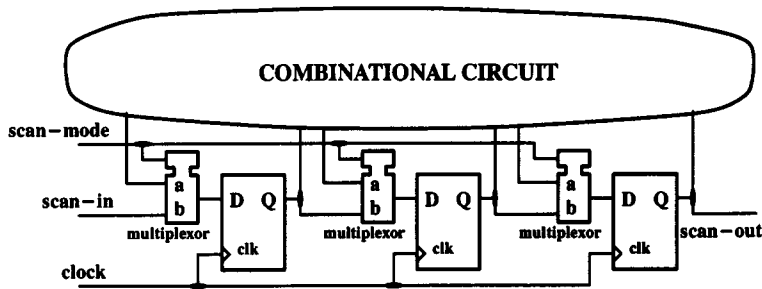 COMBINATIONAL CIRCUIT
scan-mode
a
b
D Q
clk
multiplexor
a
b
D Q
clk
multiplexor
a
b
D Q
clk
multiplexor
scan-in
scan-out
clock